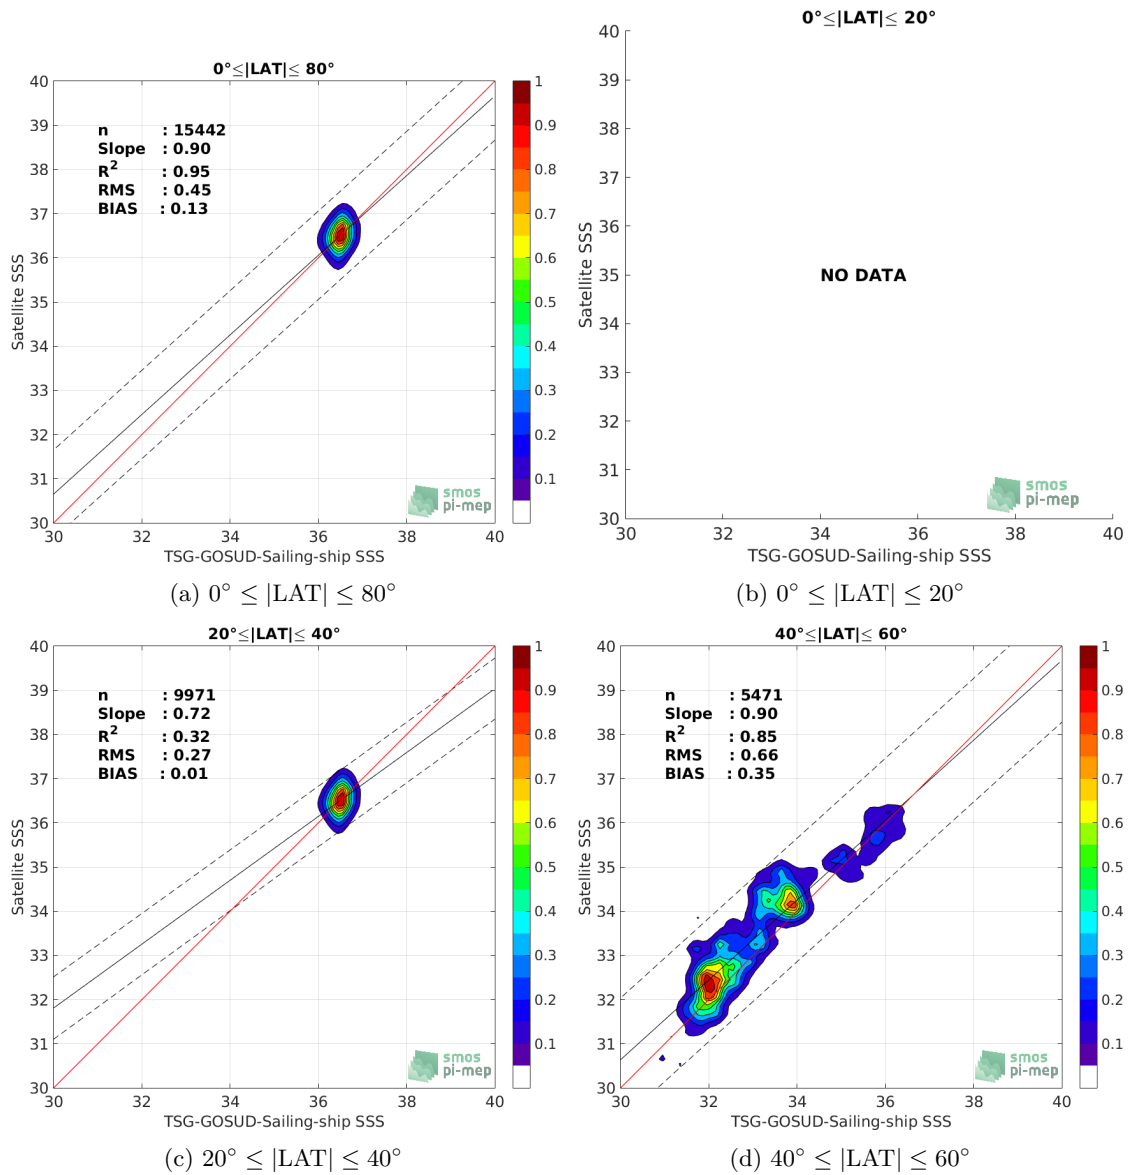 0°≤|LAT|≤ 80°
n : 15442
Slope : 0.90
R² : 0.95
RMS : 0.45
BIAS : 0.13
40
39
38
37
36
35
34
33
32
31
30
30 32 34 36 38 40
Satellite SSS
TSG-GOSUD-Sailing-ship SSS
1
0.9
0.8
0.7
0.6
0.5
0.4
0.3
0.2
0.1
smos
pi-mep
(a) 0° ≤ |LAT| ≤ 80°
0°≤|LAT|≤ 20°
40
39
38
37
36
35
34
33
32
31
30
30 32 34 36 38 40
Satellite SSS
NO DATA
TSG-GOSUD-Sailing-ship SSS
smos
pi-mep
(b) 0° ≤ |LAT| ≤ 20°
20°≤|LAT|≤ 40°
n : 9971
Slope : 0.72
R² : 0.32
RMS : 0.27
BIAS : 0.01
40
39
38
37
36
35
34
33
32
31
30
30 32 34 36 38 40
Satellite SSS
TSG-GOSUD-Sailing-ship SSS
1
0.9
0.8
0.7
0.6
0.5
0.4
0.3
0.2
0.1
smos
pi-mep
(c) 20° ≤ |LAT| ≤ 40°
40°≤|LAT|≤ 60°
n : 5471
Slope : 0.90
R² : 0.85
RMS : 0.66
BIAS : 0.35
40
39
38
37
36
35
34
33
32
31
30
30 32 34 36 38 40
Satellite SSS
TSG-GOSUD-Sailing-ship SSS
1
0.9
0.8
0.7
0.6
0.5
0.4
0.3
0.2
0.1
smos
pi-mep
(d) 40° ≤ |LAT| ≤ 60°